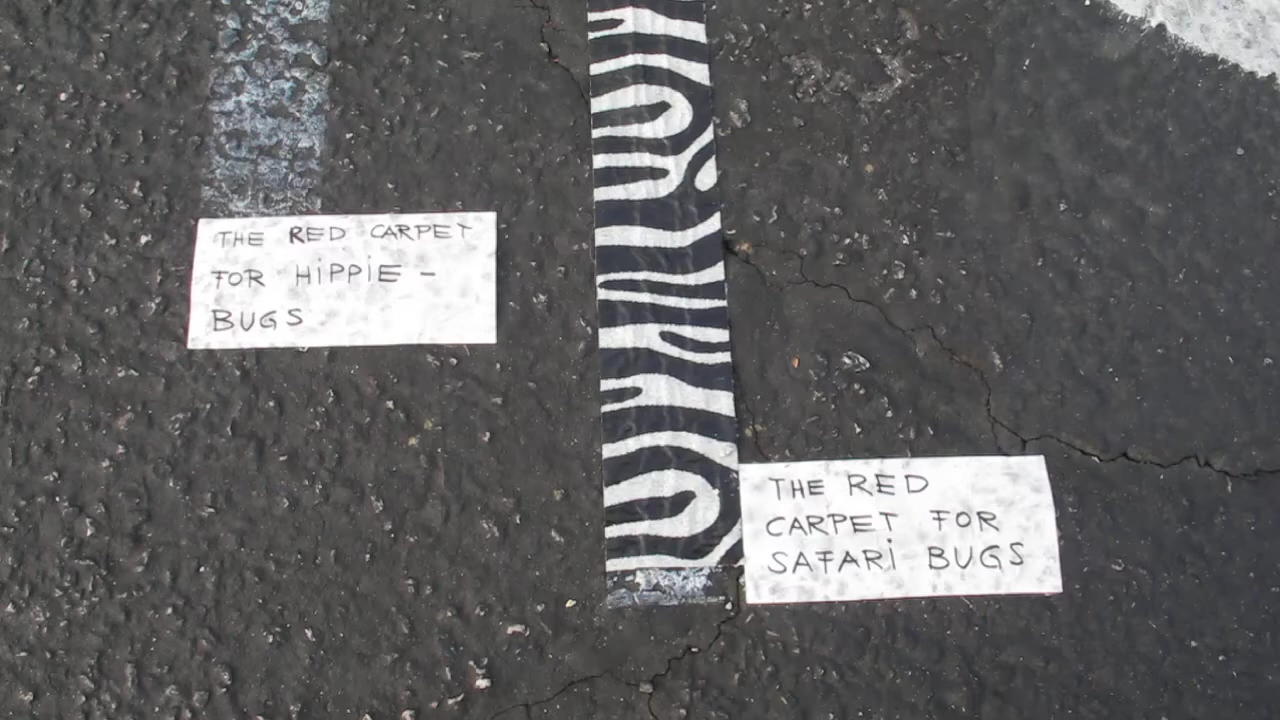 THE RED CARPET
FOR HiPPiE -
BUGS
THE RED
CARPET FOR
SAFARi BUGS